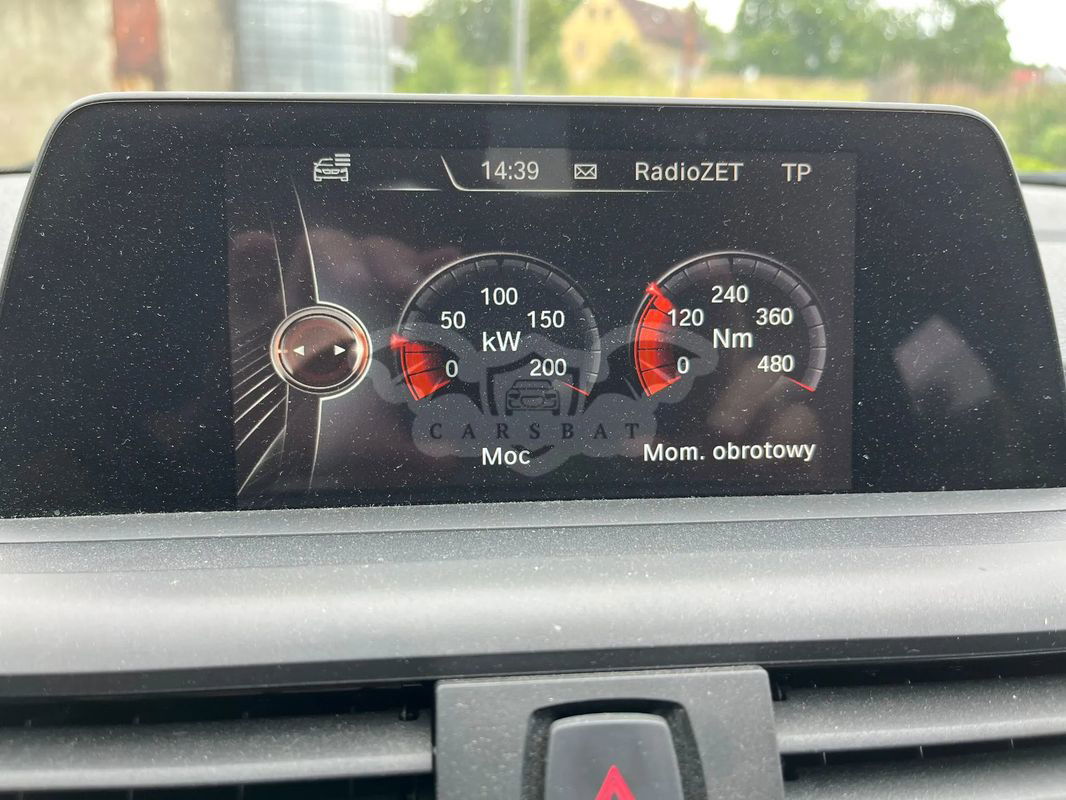 14:39 RadioZET TP
100
50 150
kW
0 200
Moc
240
120 360
Nm
0 480
Mom. obrotowy
CARSBAT